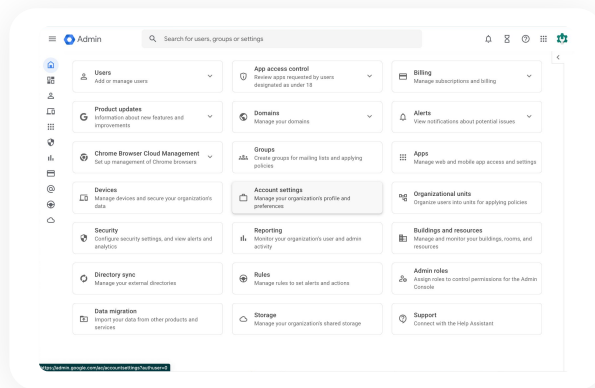 Admin
Search for users, groups or settings
Users
Add or manage users
App access control
Review apps requested by users
designated as under 18
Billing
Manage subscriptions and billing
Product updates
Information about new features and
improvements
Domains
Manage your domains
Alerts
View notifications about potential issues
Chrome Browser Cloud Management
Set up management of Chrome browsers
Groups
Create groups for mailing lists and applying
policies
Apps
Manage web and mobile app access and settings
Devices
Manage devices and secure your organization's
data
Account settings
Manage your organization's profile and
preferences
Organizational units
Organize users into units for applying policies
Security
Configure security settings, and view alerts and
analytics
Reporting
Monitor your organization's user and admin
activity
Buildings and resources
Manage and monitor your buildings, rooms, and
resources
Directory sync
Manage your external directories
Rules
Manage rules to set alerts and actions
Admin roles
Assign roles to control permissions for the Admin
Console
Data migration
Import your data from other products and
services
Storage
Manage your organization's shared storage
Support
Connect with the Help Assistant
https://admin.google.com/ac/accountsettings?authuser=0